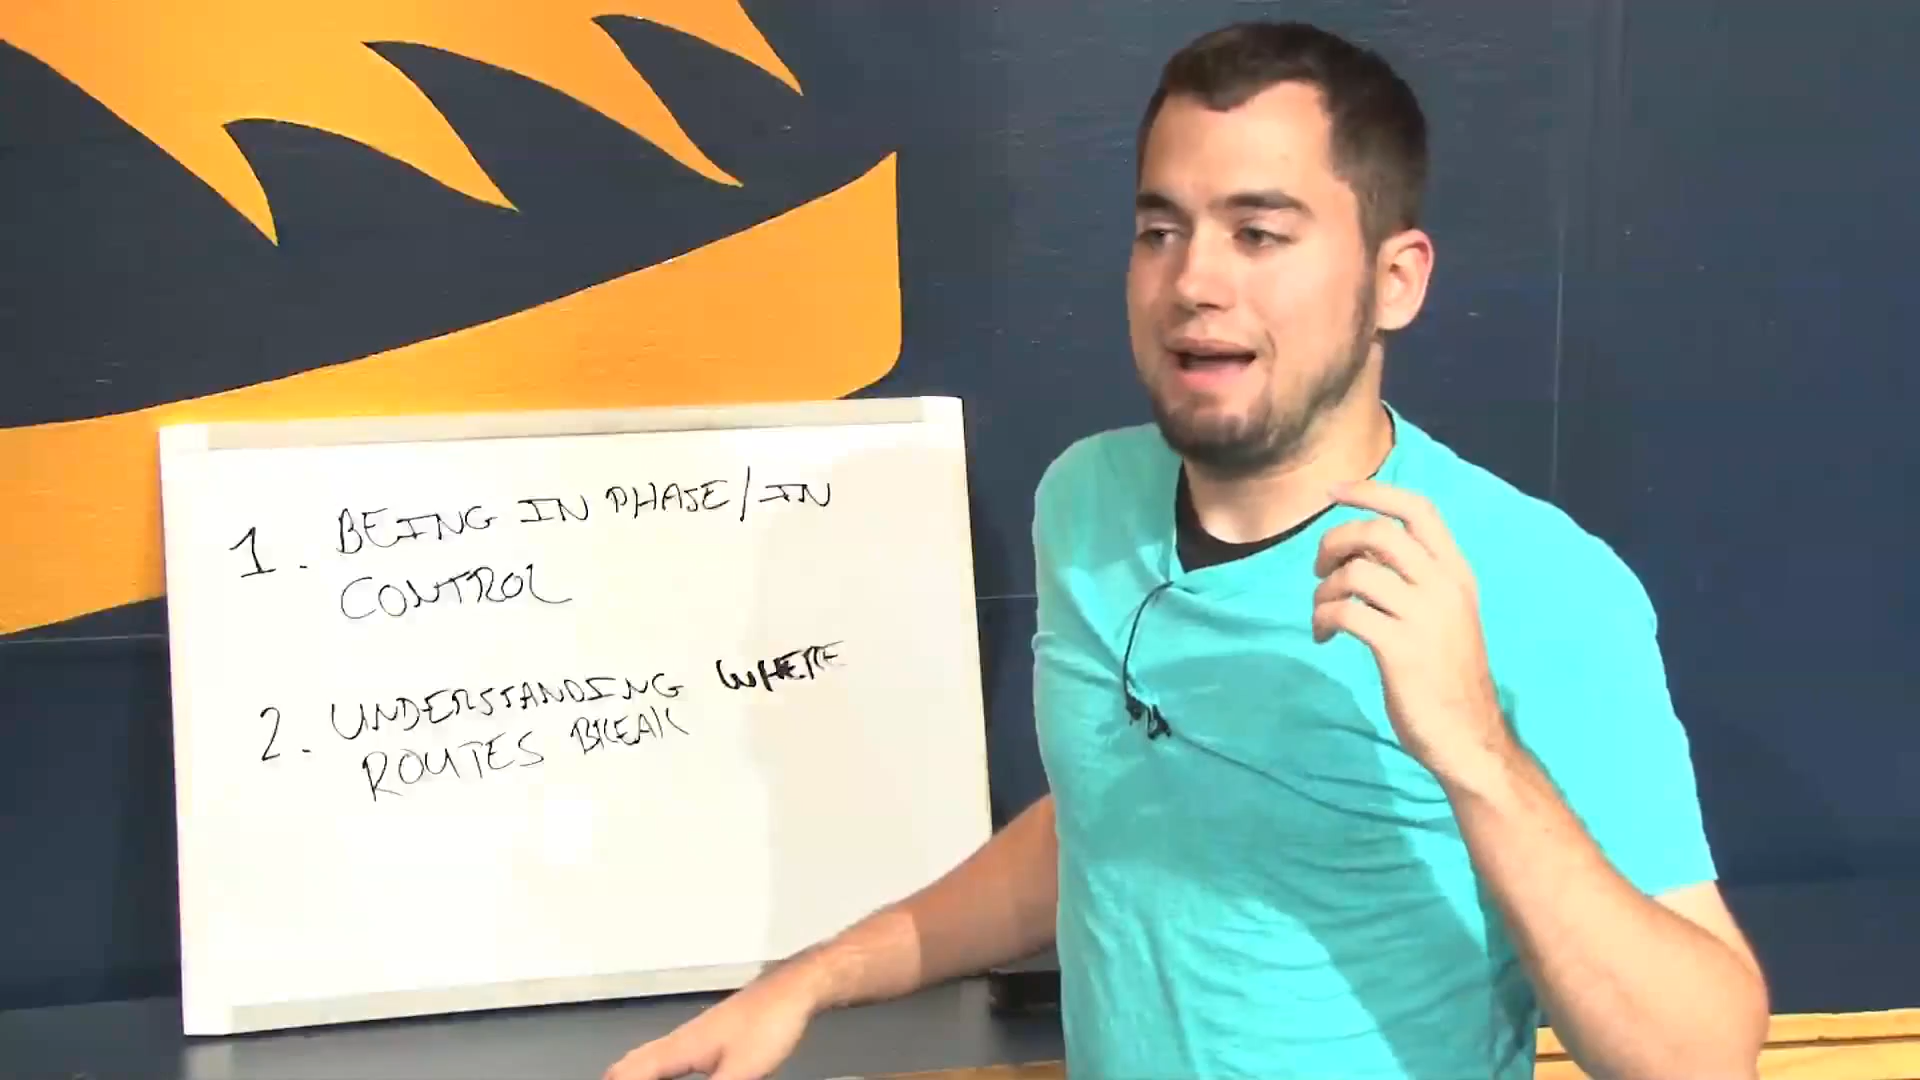 1. BEING IN PHASE/IN
CONTROL
2. UNDERSTANDING WHERE
ROUTES BREAK